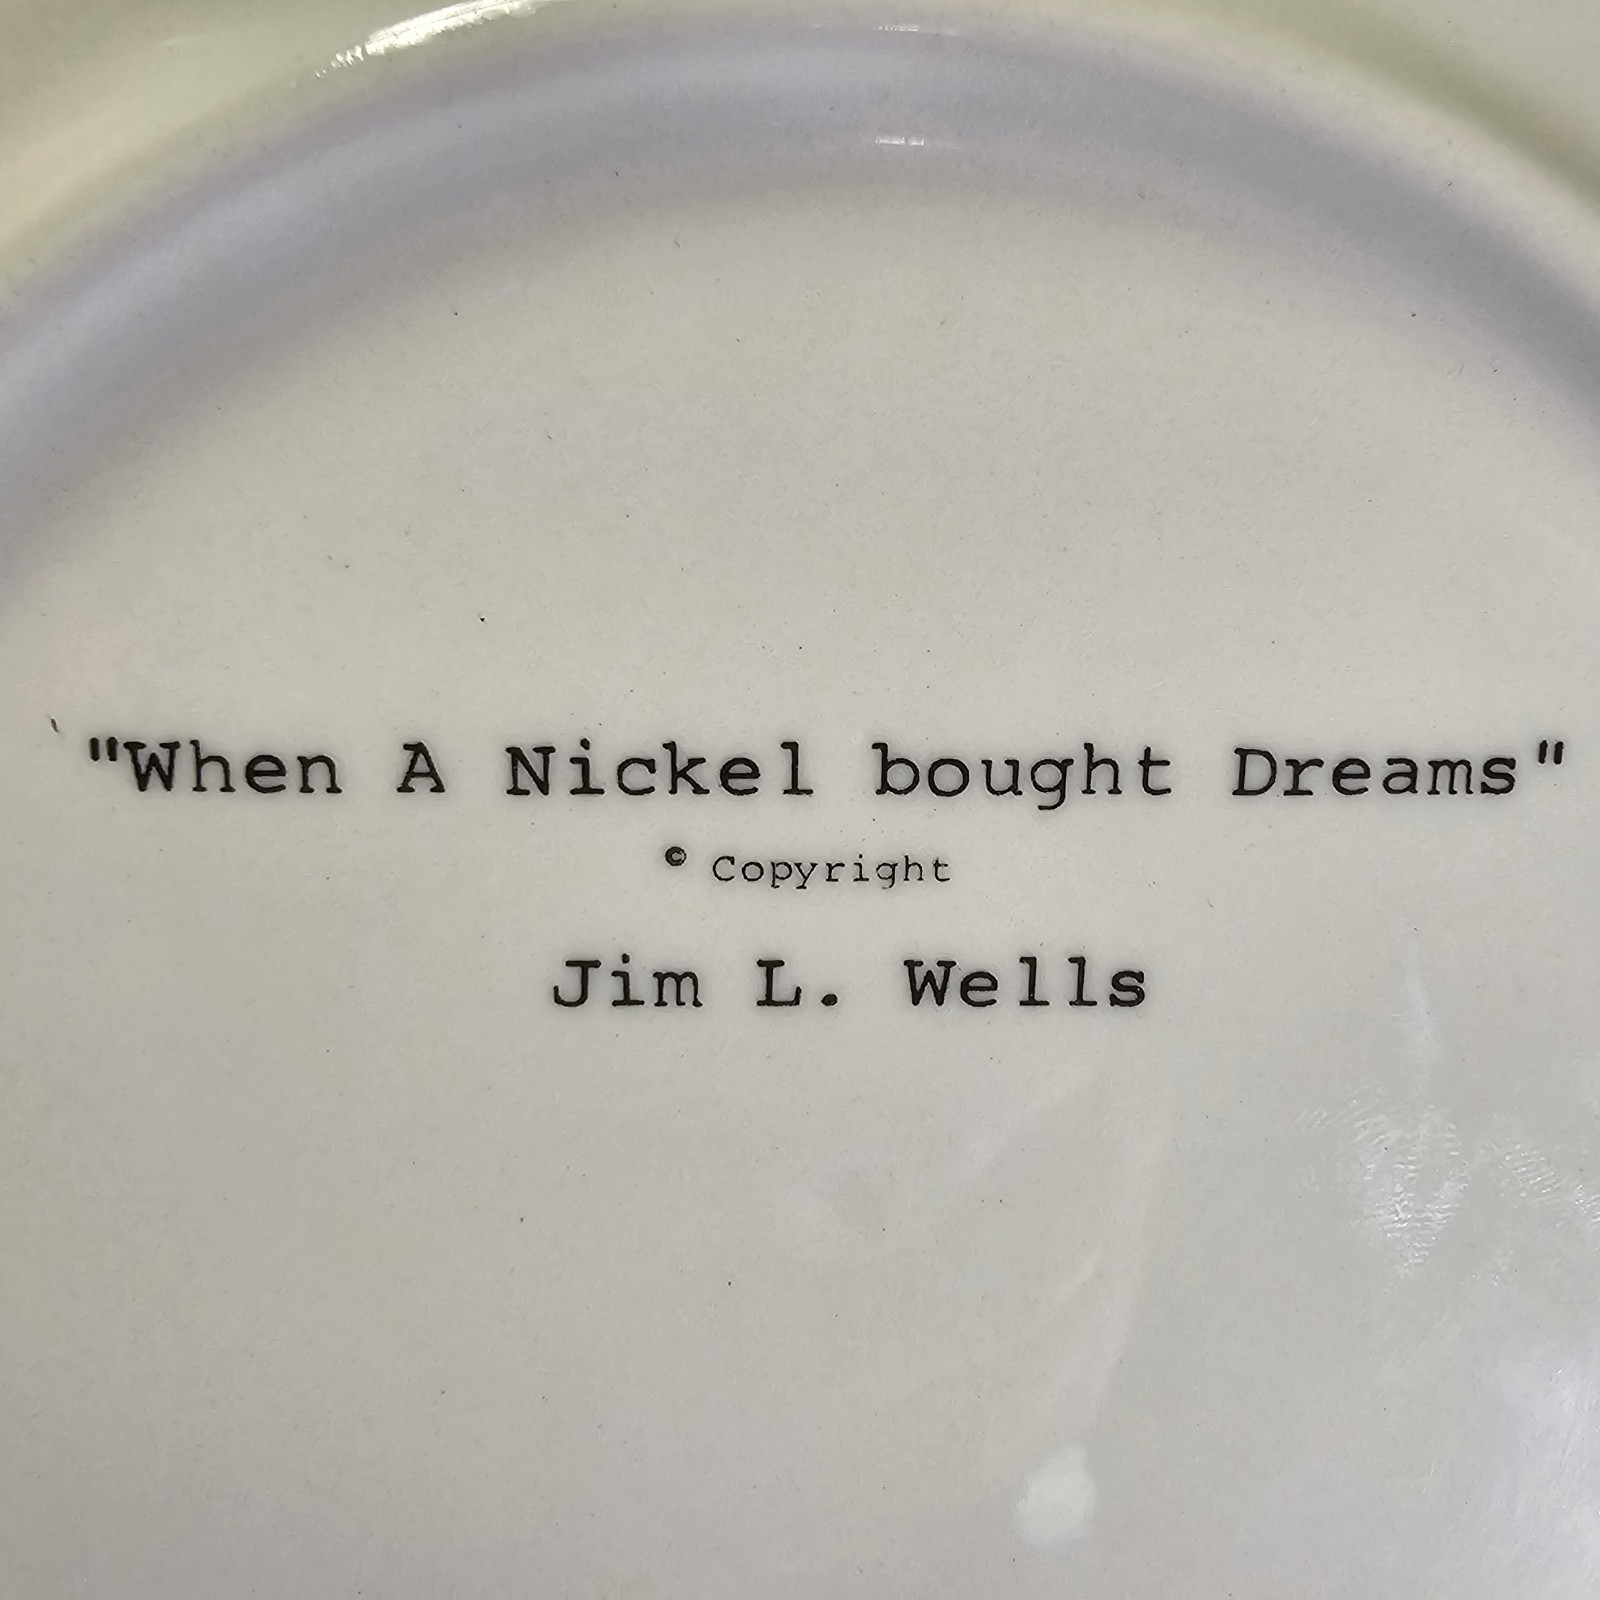 "When A Nickel bought Dreams"
© Copyright
Jim L. Wells